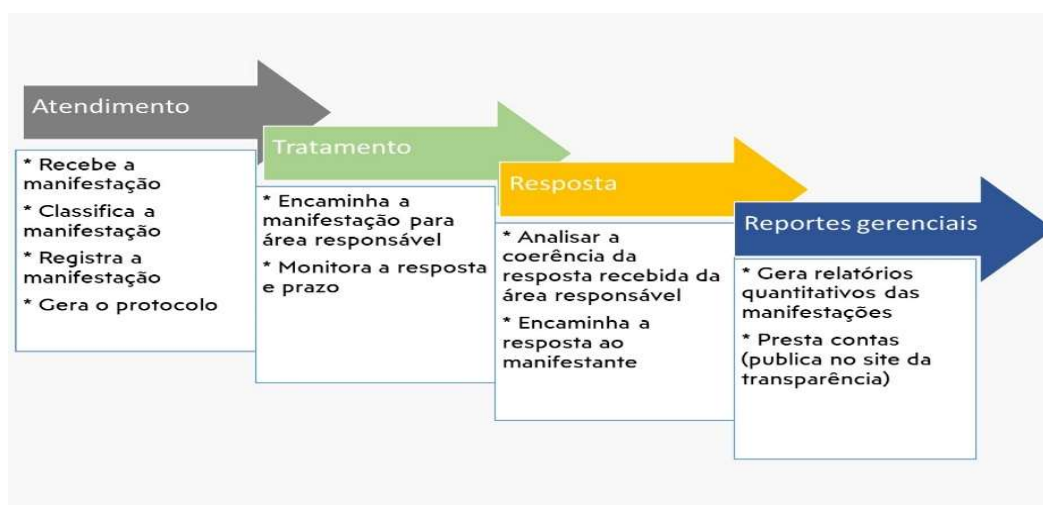 Atendimento
* Recebe a
manifestação
* Classifica a
manifestação
* Registra a
manifestação
* Gera o protocolo
Tratamento
* Encaminha a
manifestação para
área responsável
* Monitora a resposta
e prazo
Resposta
* Analisar a
coerência da
resposta recebida da
área responsável
* Encaminha a
resposta ao
manifestante
Reportes gerenciais
* Gera relatórios
quantitativos das
manifestações
* Presta contas
(publica no site da
transparência)